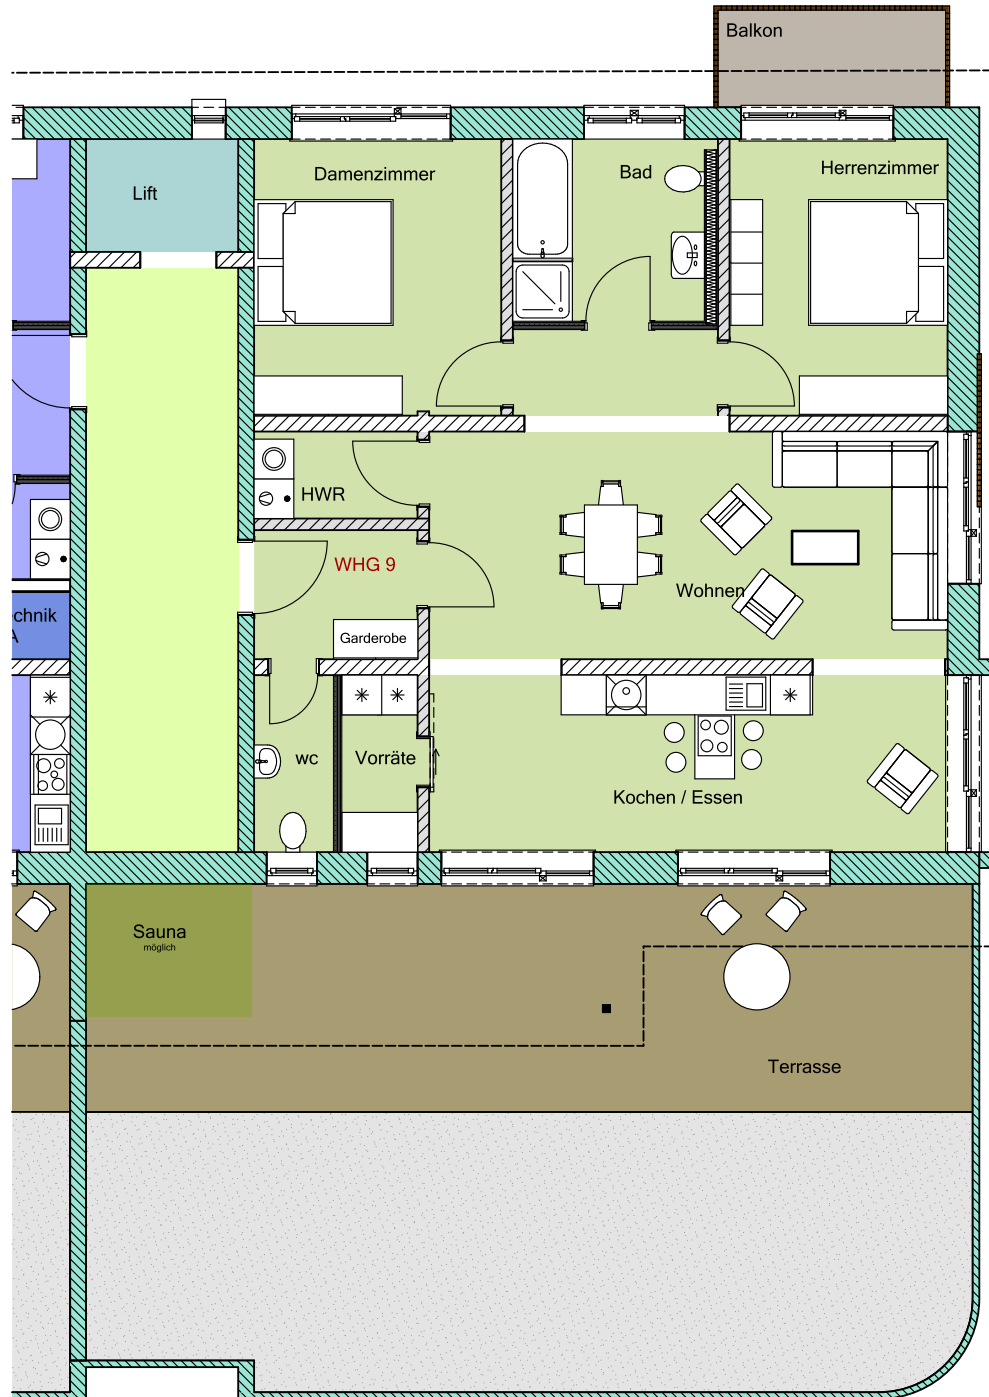 Balkon
Lift
Damenzimmer
Bad
Herrenzimmer
HWR
WHG 9
Wohnen
Garderobe
chnik
A
wc
Vorräte
Kochen / Essen
Sauna
möglich
Terrasse